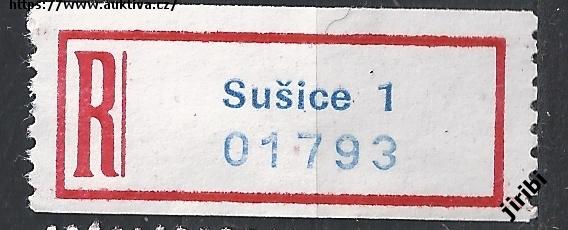 https://www.auktiva.cz/
R
Sušice 1
01793
jiribi